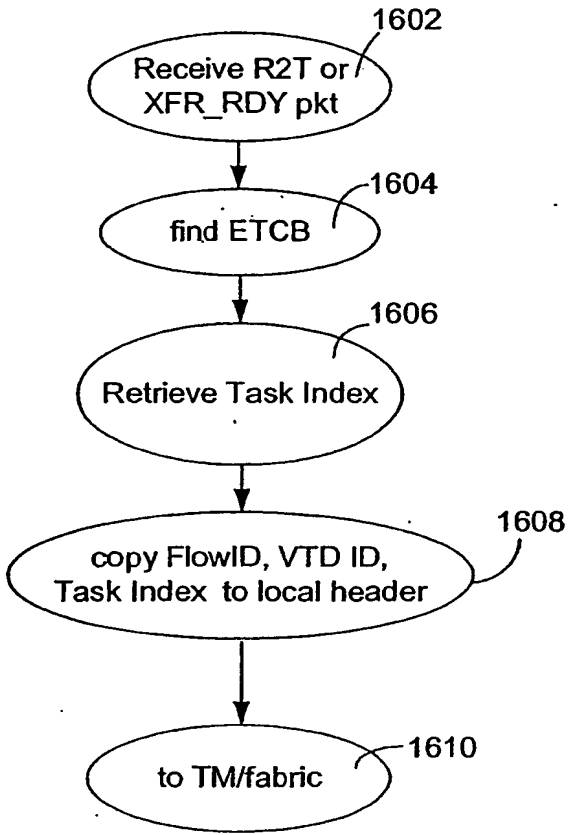 1602
Receive R2T or
XFR_RDY pkt
1604
find ETCB
1606
Retrieve Task Index
1608
copy FlowID, VTD ID,
Task Index to local header
1610
to TM/fabric